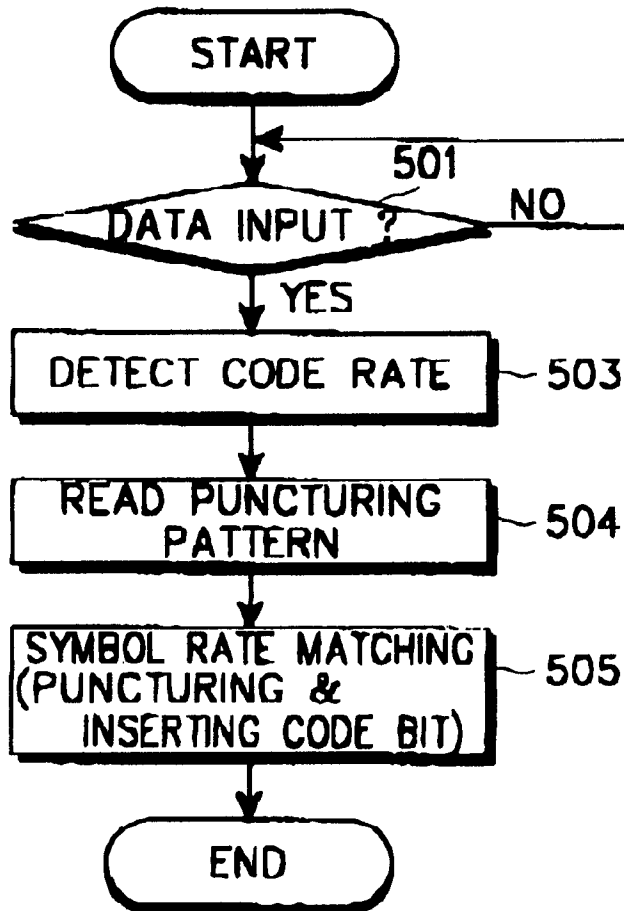 START
501
DATA INPUT ?
NO
YES
DETECT CODE RATE
503
READ PUNCTURING
PATTERN
504
SYMBOL RATE MATCHING
(PUNCTURING &
INSERTING CODE BIT)
505
END